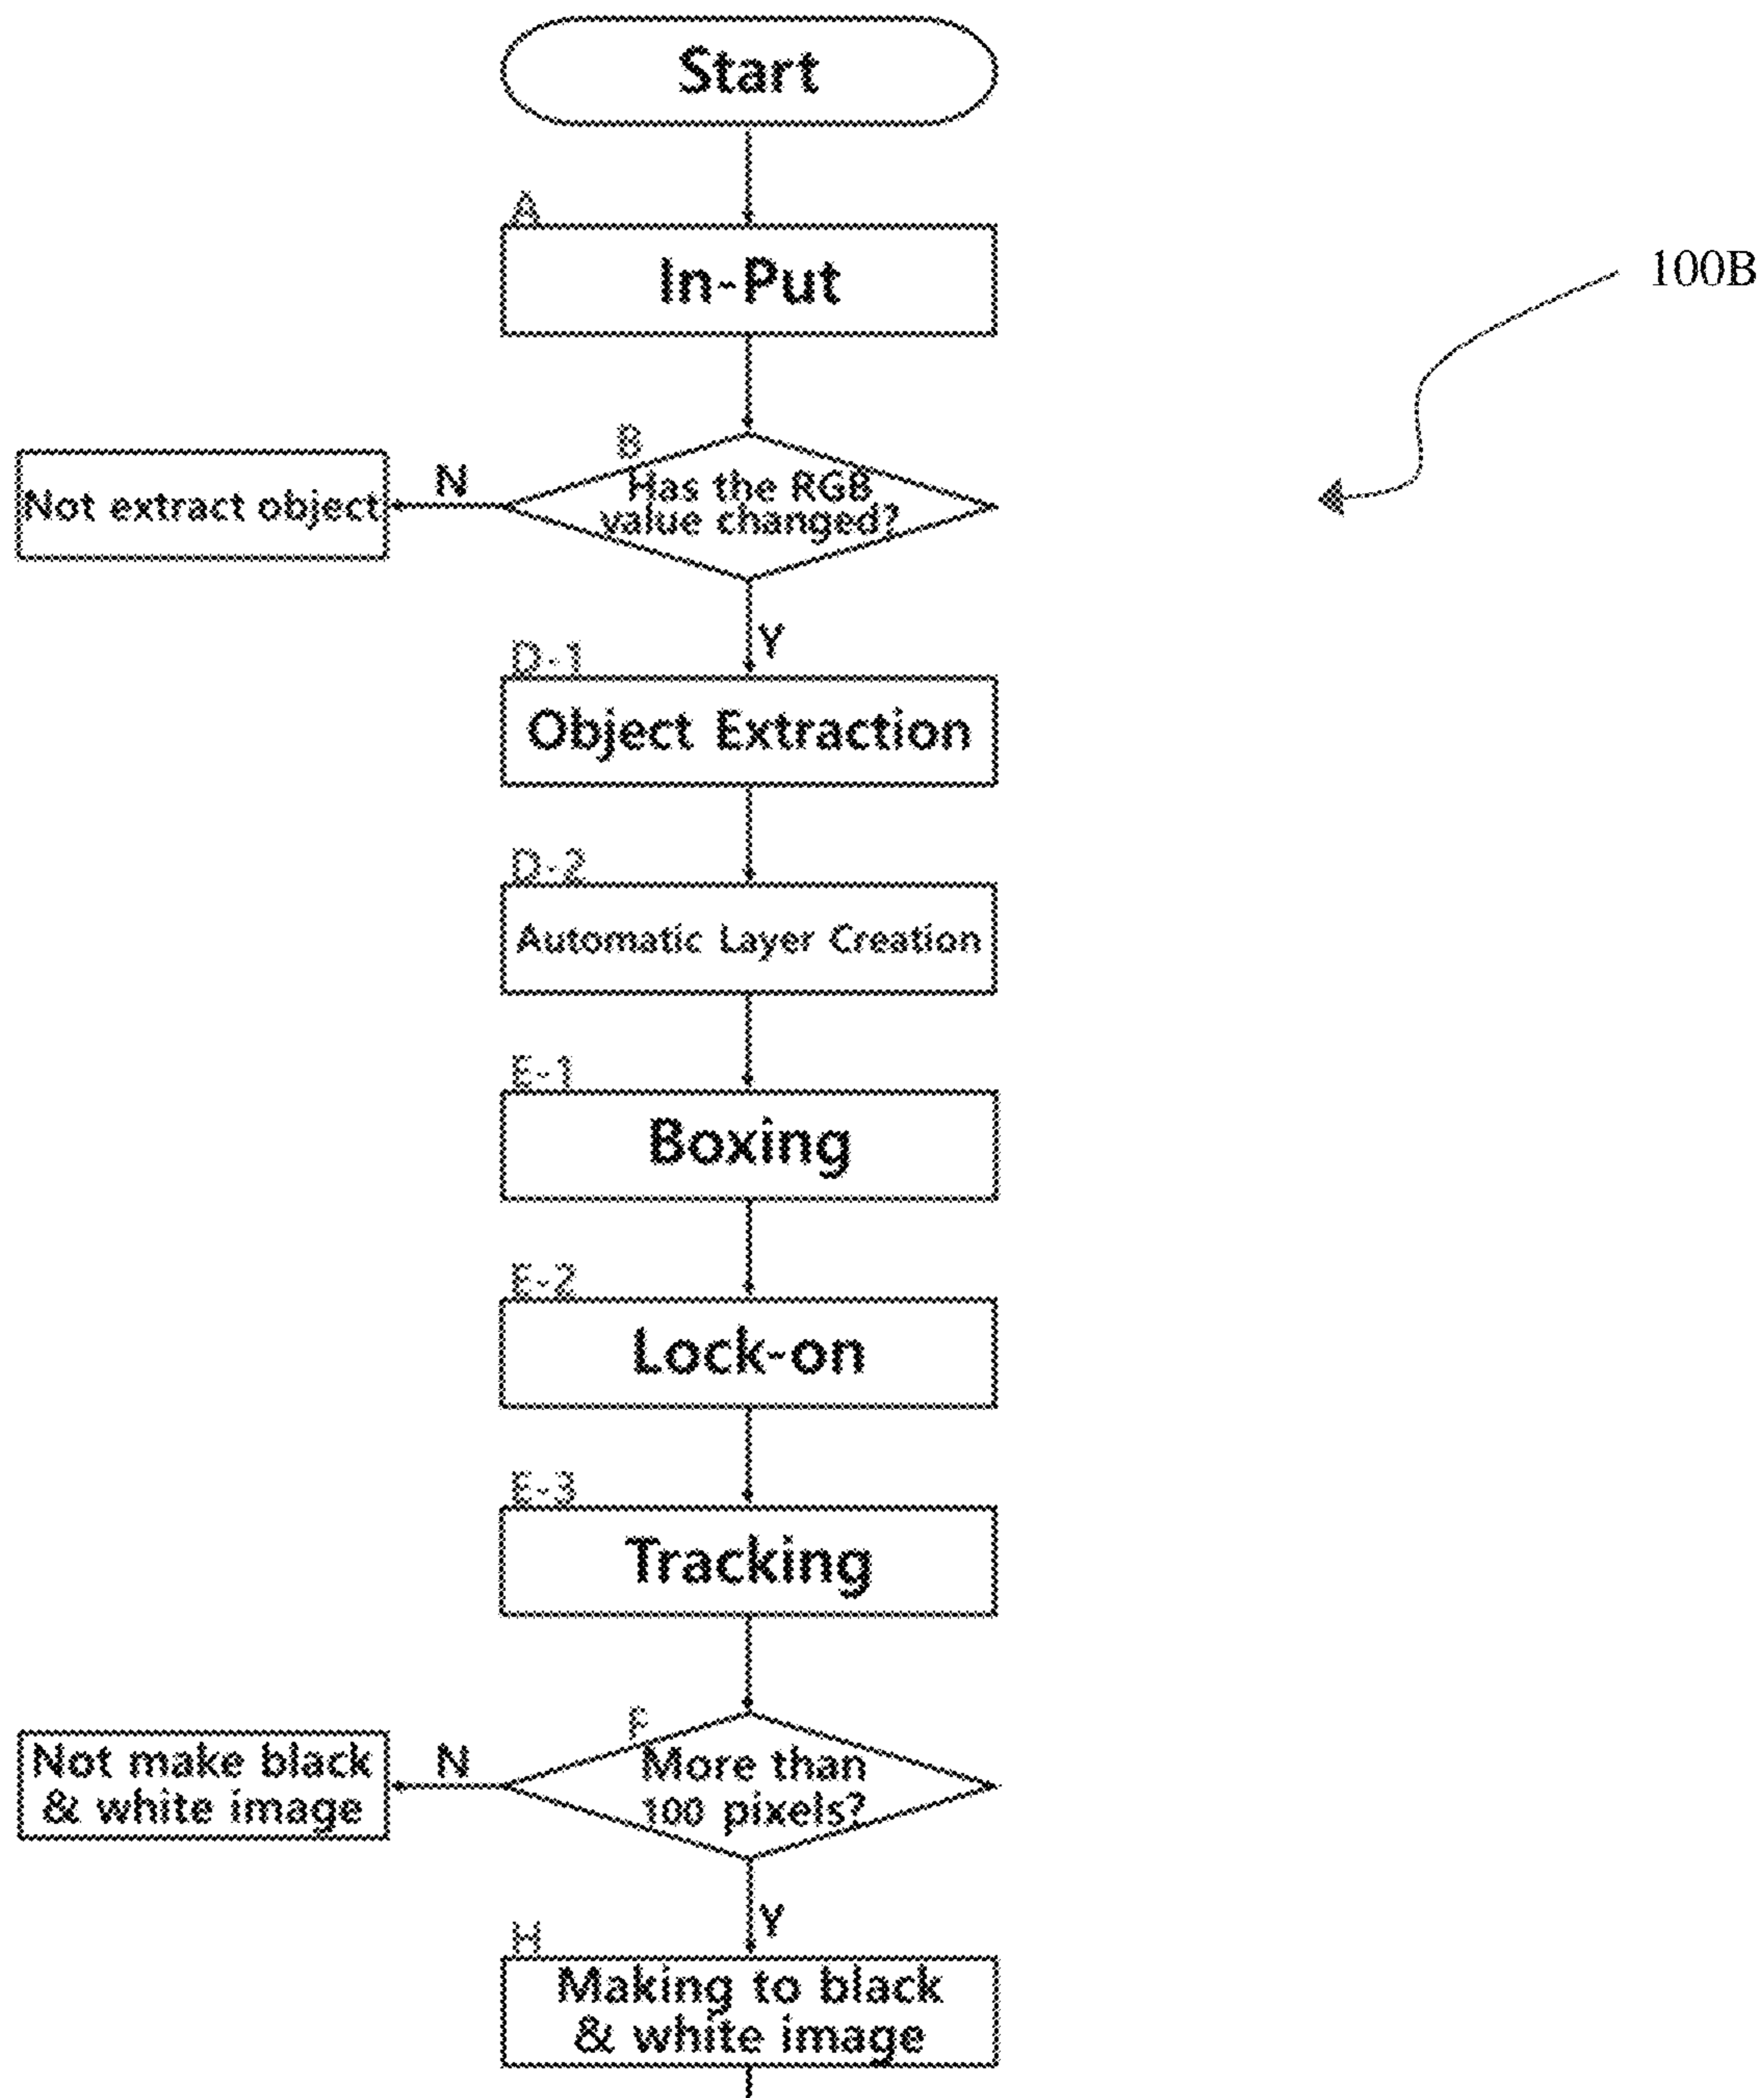 Start
A
In-Put
100B
B
N
Has the RGB
value changed?
Not extract object
Y
D-1
Object Extraction
D-2
Automatic Layer Creation
E-1
Boxing
E-2
Lock-on
E-3
Tracking
F
N
More than
100 pixels?
Not make black
& white image
Y
H
Making to black
& white image